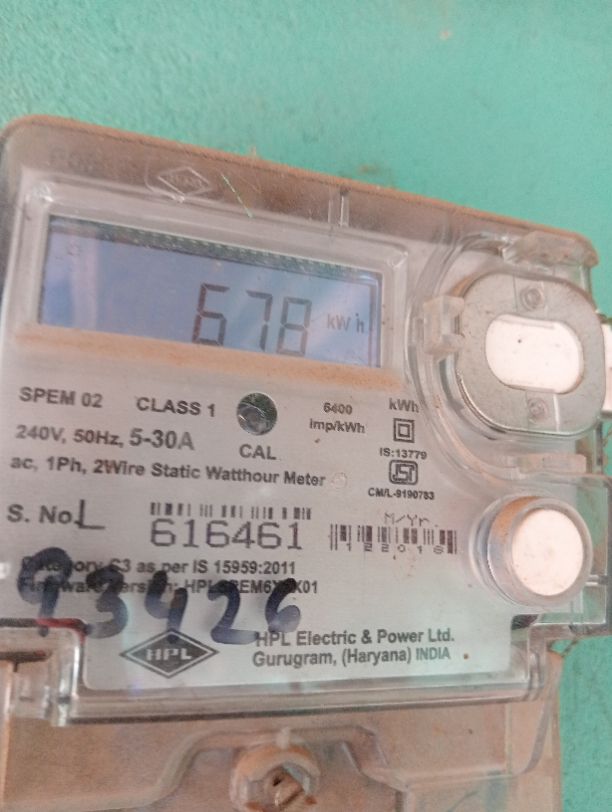 678 kWh
SPEM 02 CLASS 1
6400
imp/kWh
kWh
CAL
240V, 50Hz, 5-30A
IS:13779
ac, 1Ph, 2Wire Static Watthour Meter
CM/L-9190783
S. No. L
616461
M/Yr.
122016
Category C3 as per IS 15959:2011
93426
HPL
HPL Electric & Power Ltd.
Gurugram, (Haryana) INDIA